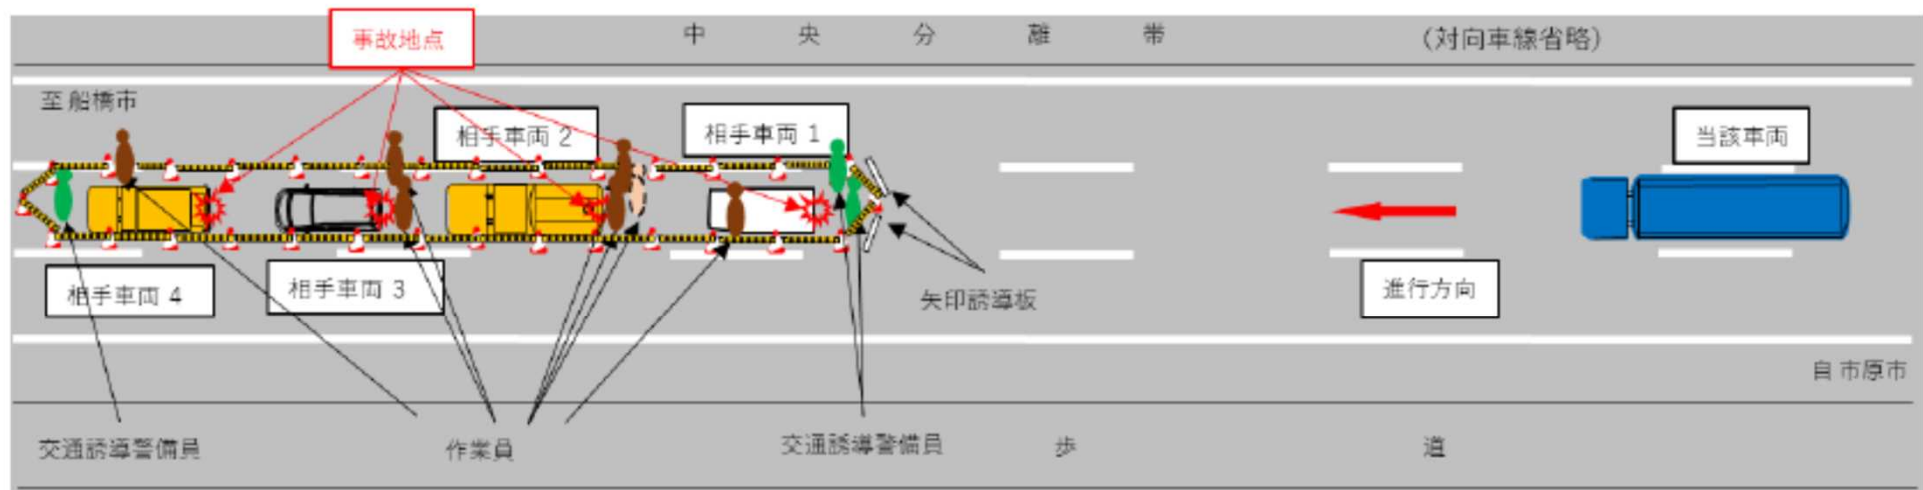 中央分離帯
(対向車線省略)
事故地点
至 船橋市
相手車両 2
相手車両 1
当該車両
相手車両 4
相手車両 3
矢印誘導板
進行方向
自 市原市
交通誘導警備員
作業員
交通誘導警備員
歩道